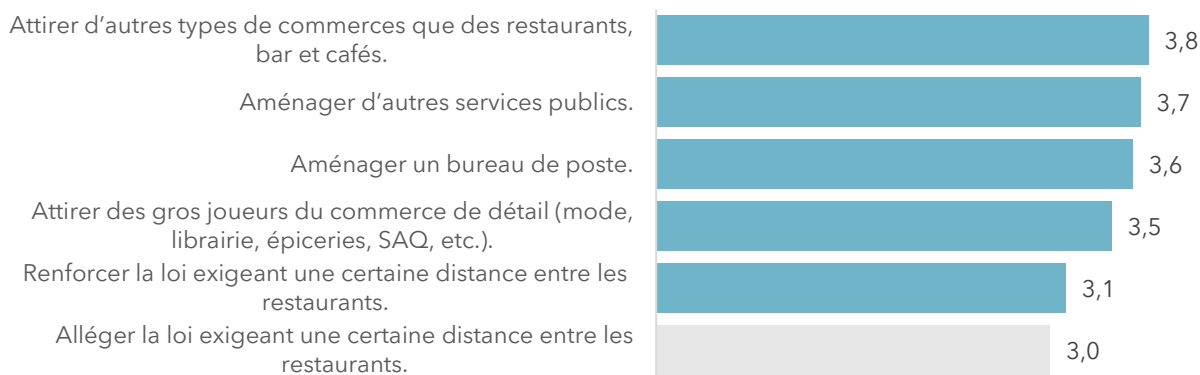 Attirer d’autres types de commerces que des restaurants,
bar et cafés.
3,8
Aménager d’autres services publics.
3,7
Aménager un bureau de poste.
3,6
Attirer des gros joueurs du commerce de détail (mode,
librairie, épiceries, SAQ, etc.).
3,5
Renforcer la loi exigeant une certaine distance entre les
restaurants.
3,1
Alléger la loi exigeant une certaine distance entre les
restaurants.
3,0